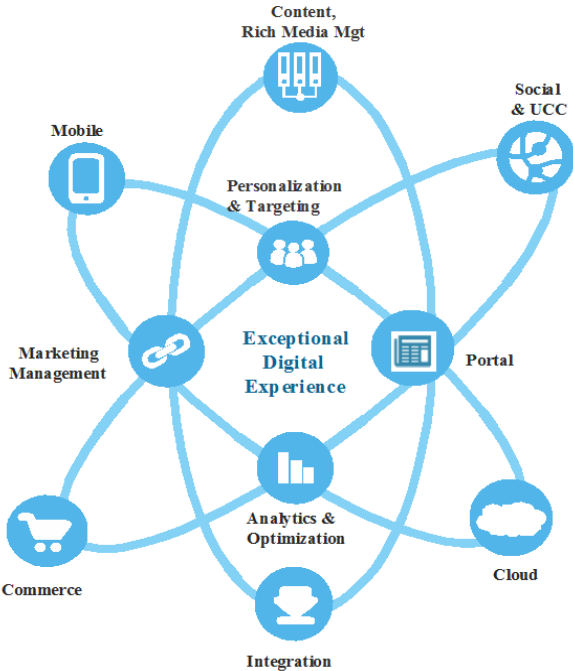 Content,
Rich Media Mgt
Social
& UCC
Mobile
Personalization
& Targeting
Marketing
Management
Exceptional
Digital
Experience
Portal
Analytics &
Optimization
Commerce
Cloud
Integration